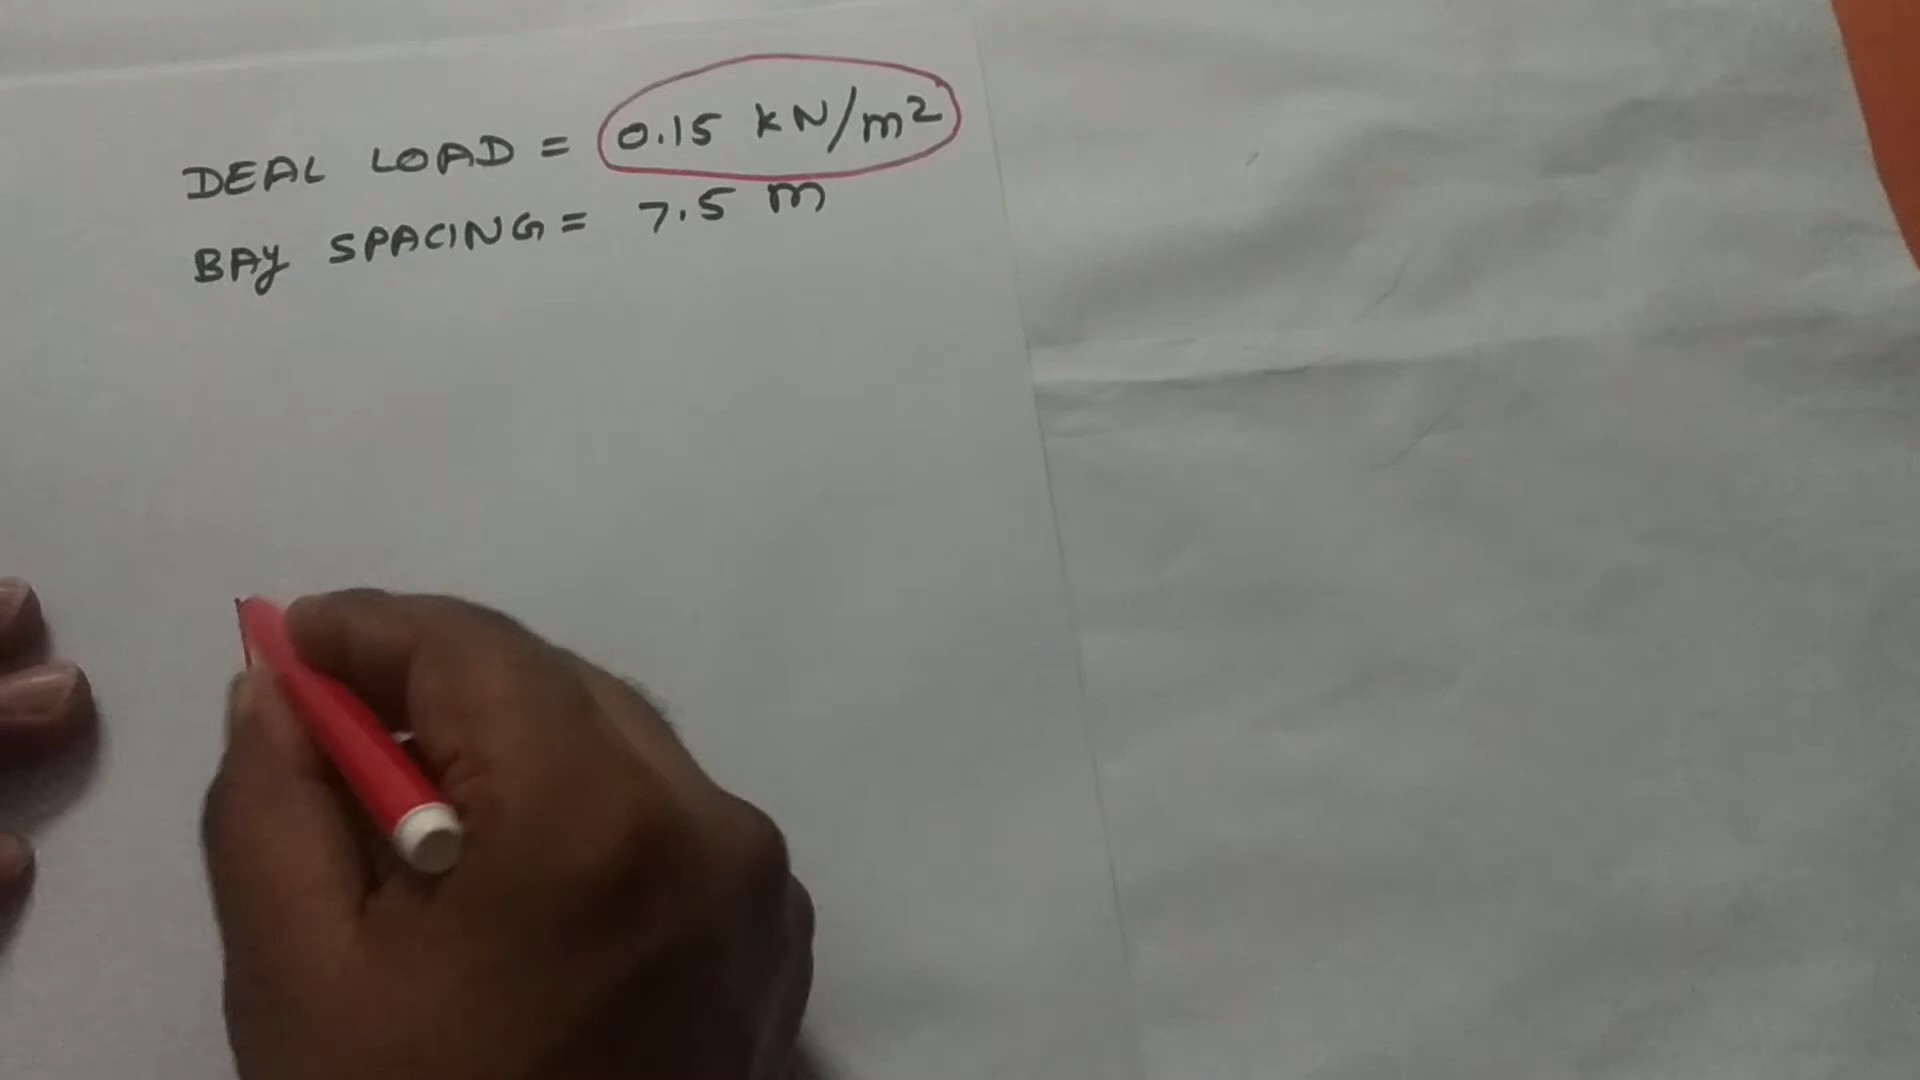 DEAL LOAD = 0.15 kN/m²
BAY SPACING = 7.5 m